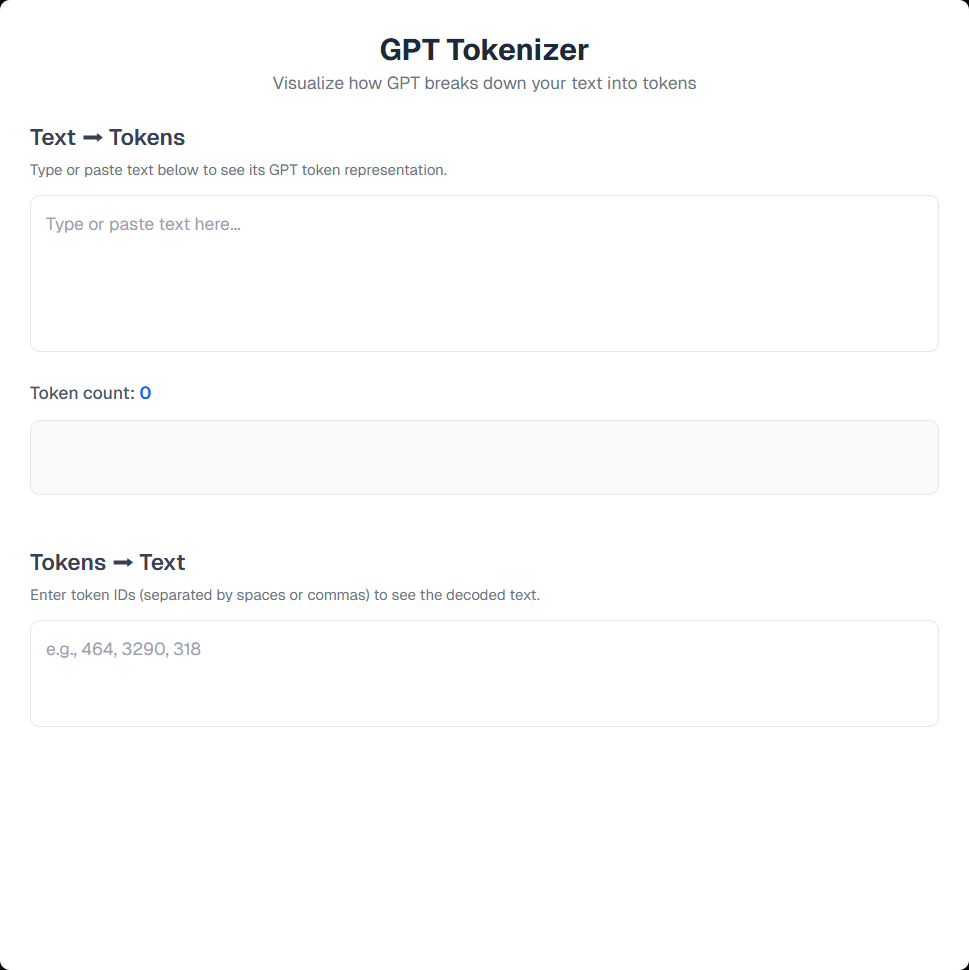 GPT Tokenizer
Visualize how GPT breaks down your text into tokens
Text ➞ Tokens
Type or paste text below to see its GPT token representation.
Type or paste text here...
Token count: 0
Tokens ➞ Text
Enter token IDs (separated by spaces or commas) to see the decoded text.
e.g., 464, 3290, 318